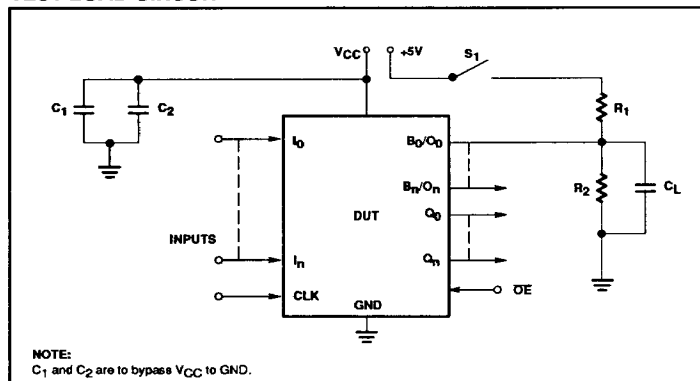 VCC
+5V
S1
C1
C2
R1
I0
B0/O0
Bn/On
R2
CL
DUT
Q0
INPUTS
In
Qn
CLK
OE
GND
NOTE:
C1 and C2 are to bypass VCC to GND.